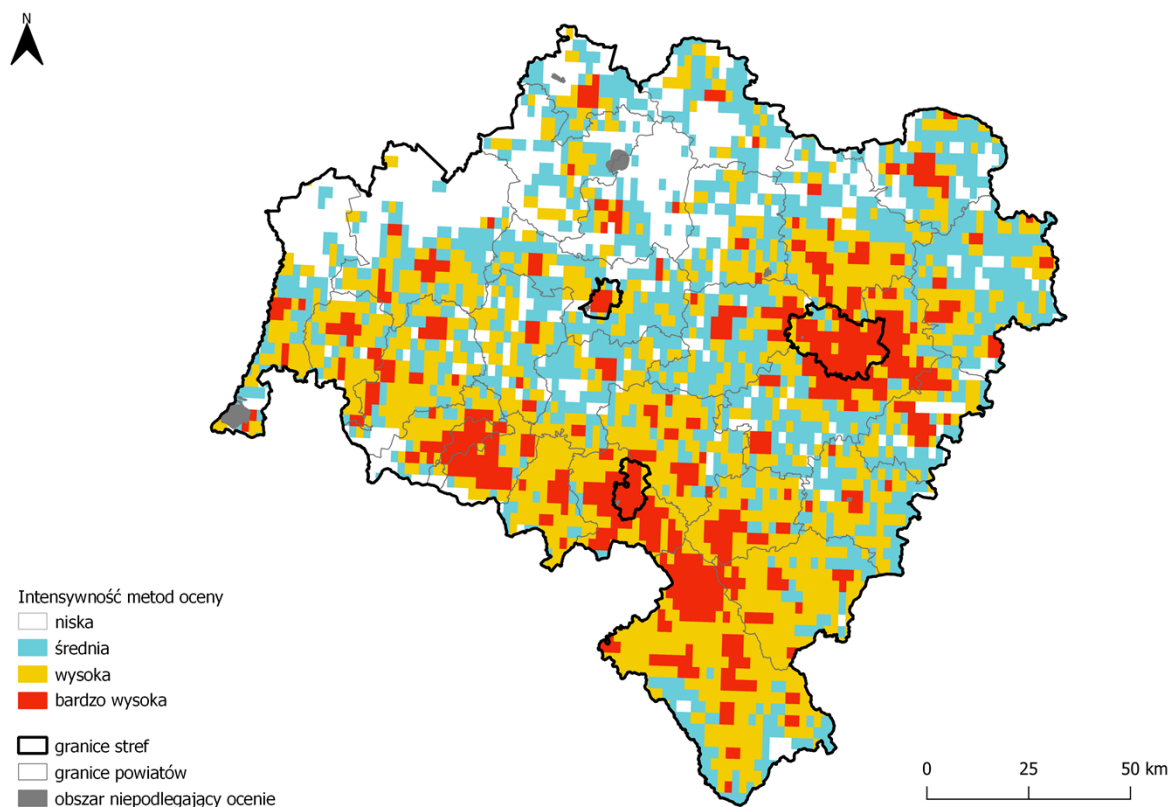 N
Intensywność metod oceny
niska
średnia
wysoka
bardzo wysoka
granice stref
granice powiatów
obszar niepodlegający ocenie
0 25 50 km